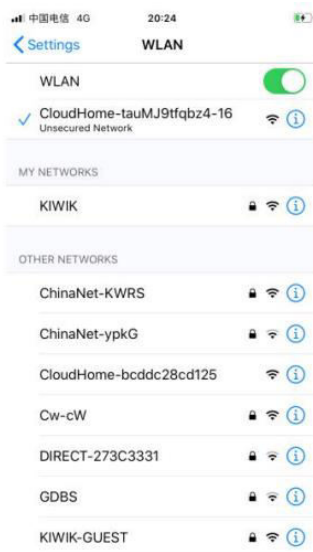 中国电信 4G 20:24
Settings WLAN
WLAN
CloudHome-tauMJ9tfqbz4-16
Unsecured Network
MY NETWORKS
KIWIK
OTHER NETWORKS
ChinaNet-KWRS
ChinaNet-ypkG
CloudHome-bcddc28cd125
Cw-cW
DIRECT-273C3331
GDBS
KIWIK-GUEST